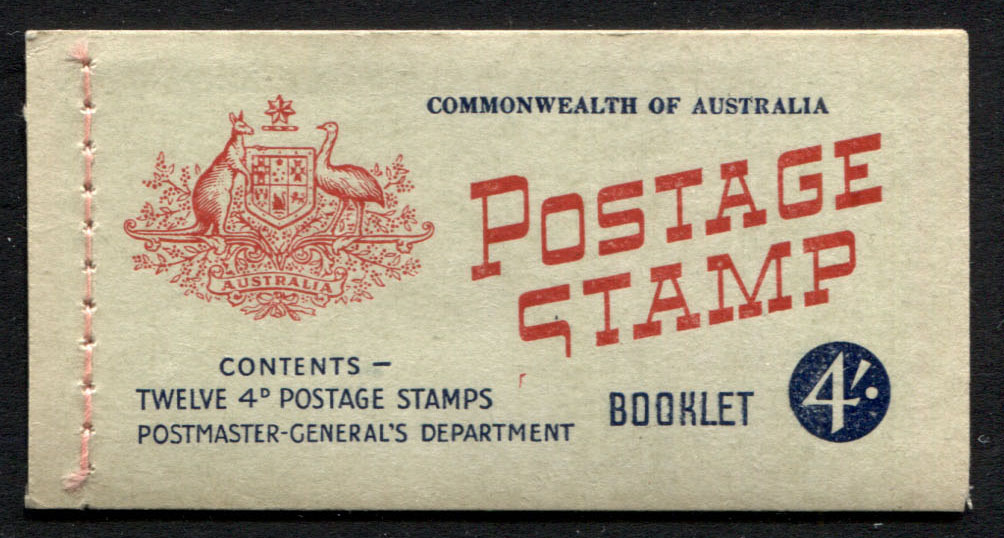 COMMONWEALTH OF AUSTRALIA
POSTAGE
STAMP
AUSTRALIA
CONTENTS –
TWELVE 4D POSTAGE STAMPS
POSTMASTER-GENERAL'S DEPARTMENT
BOOKLET
4/·